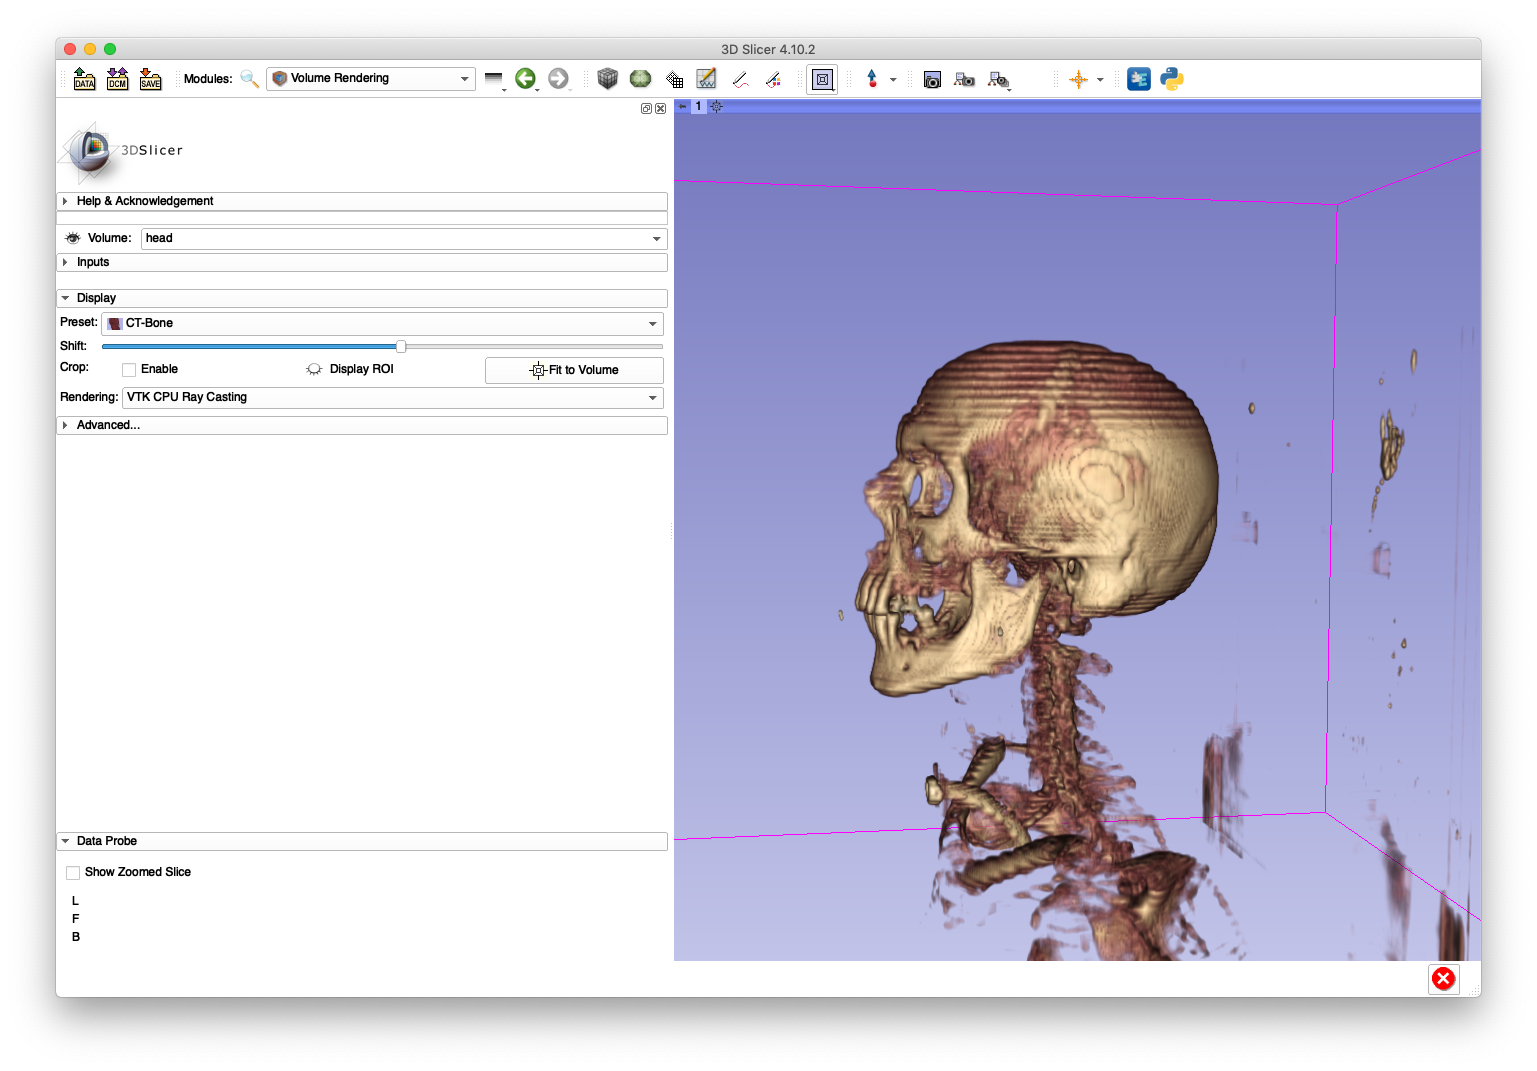 3D Slicer 4.10.2
DATA DCM SAVE Modules: Volume Rendering
1
3DSlicer
Help & Acknowledgement
Volume: head
Inputs
Display
Preset: CT-Bone
Shift:
Crop: Enable Display ROI Fit to Volume
Rendering: VTK CPU Ray Casting
Advanced...
Data Probe
Show Zoomed Slice
L
F
B